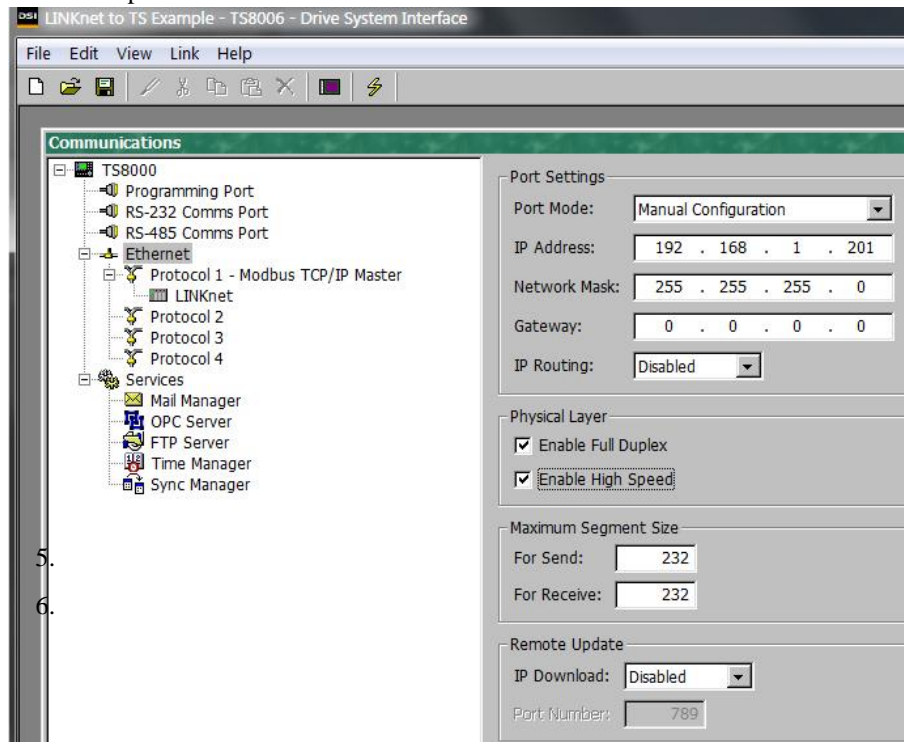 DSI LINKnet to TS Example - TS8006 - Drive System Interface
File Edit View Link Help
Communications
TS8000
Programming Port
RS-232 Comms Port
RS-485 Comms Port
Ethernet
Protocol 1 - Modbus TCP/IP Master
LINKnet
Protocol 2
Protocol 3
Protocol 4
Services
Mail Manager
OPC Server
FTP Server
Time Manager
Sync Manager
5.
6.
Port Settings
Port Mode: Manual Configuration
IP Address: 192 . 168 . 1 . 201
Network Mask: 255 . 255 . 255 . 0
Gateway: 0 . 0 . 0 . 0
IP Routing: Disabled
Physical Layer
Enable Full Duplex
Enable High Speed
Maximum Segment Size
For Send: 232
For Receive: 232
Remote Update
IP Download: Disabled
Port Number: 789